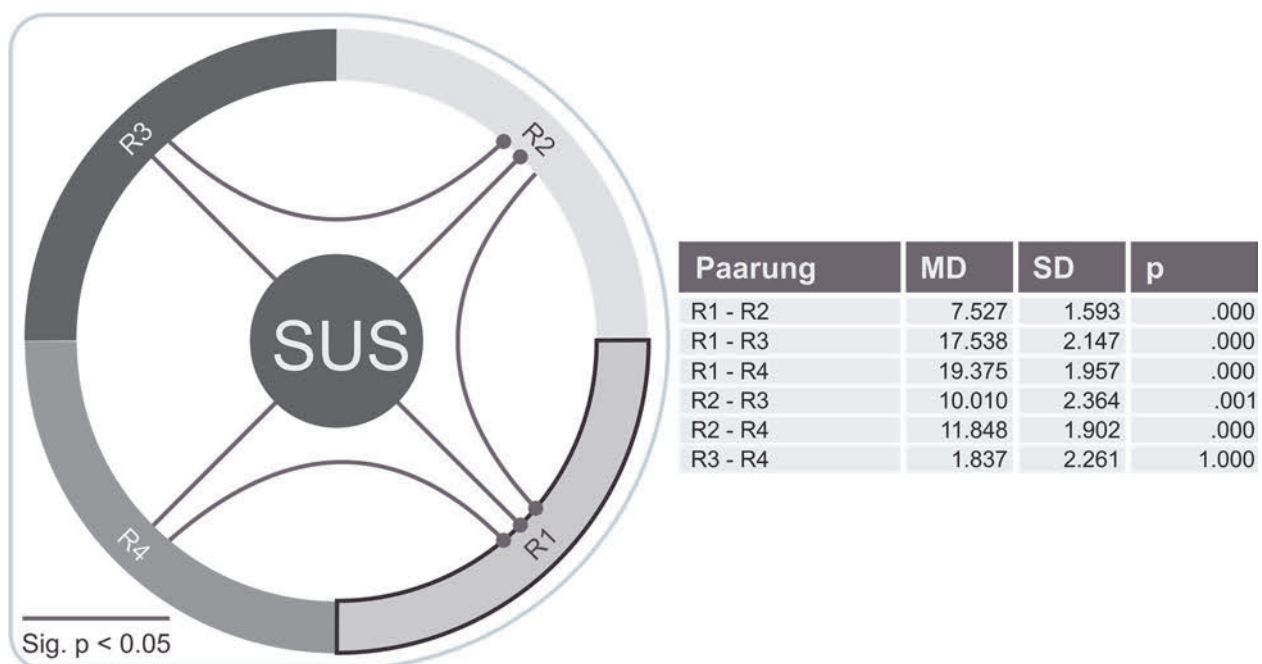 R3
R2
SUS
R4
R1
Sig. p < 0.05
Paarung MD SD p
R1 - R2 7.527 1.593 .000
R1 - R3 17.538 2.147 .000
R1 - R4 19.375 1.957 .000
R2 - R3 10.010 2.364 .001
R2 - R4 11.848 1.902 .000
R3 - R4 1.837 2.261 1.000